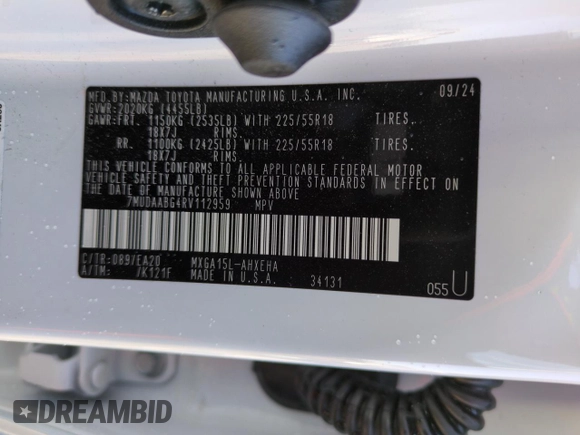 MFD.BY:MAZDA TOYOTA MANUFACTURING U.S.A. INC. 09/24
GVWR:2020KG (4455LB)
GAWR:FRT. 1150KG (2535LB) WITH 225/55R18 TIRES.
18X7J RIMS.
RR. 1100KG (2425LB) WITH 225/55R18 TIRES.
18X7J RIMS.
THIS VEHICLE CONFORMS TO ALL APPLICABLE FEDERAL MOTOR
VEHICLE SAFETY AND THEFT PREVENTION STANDARDS IN EFFECT ON
THE DATE OF MANUFACTURE SHOWN ABOVE.
7MUDAABG4RV112959 MPV
C/TR:089/EA20 MXGA15L-AHXEHA
A/TM: /K121F MADE IN U.S.A. 34131
055U
DREAMBID